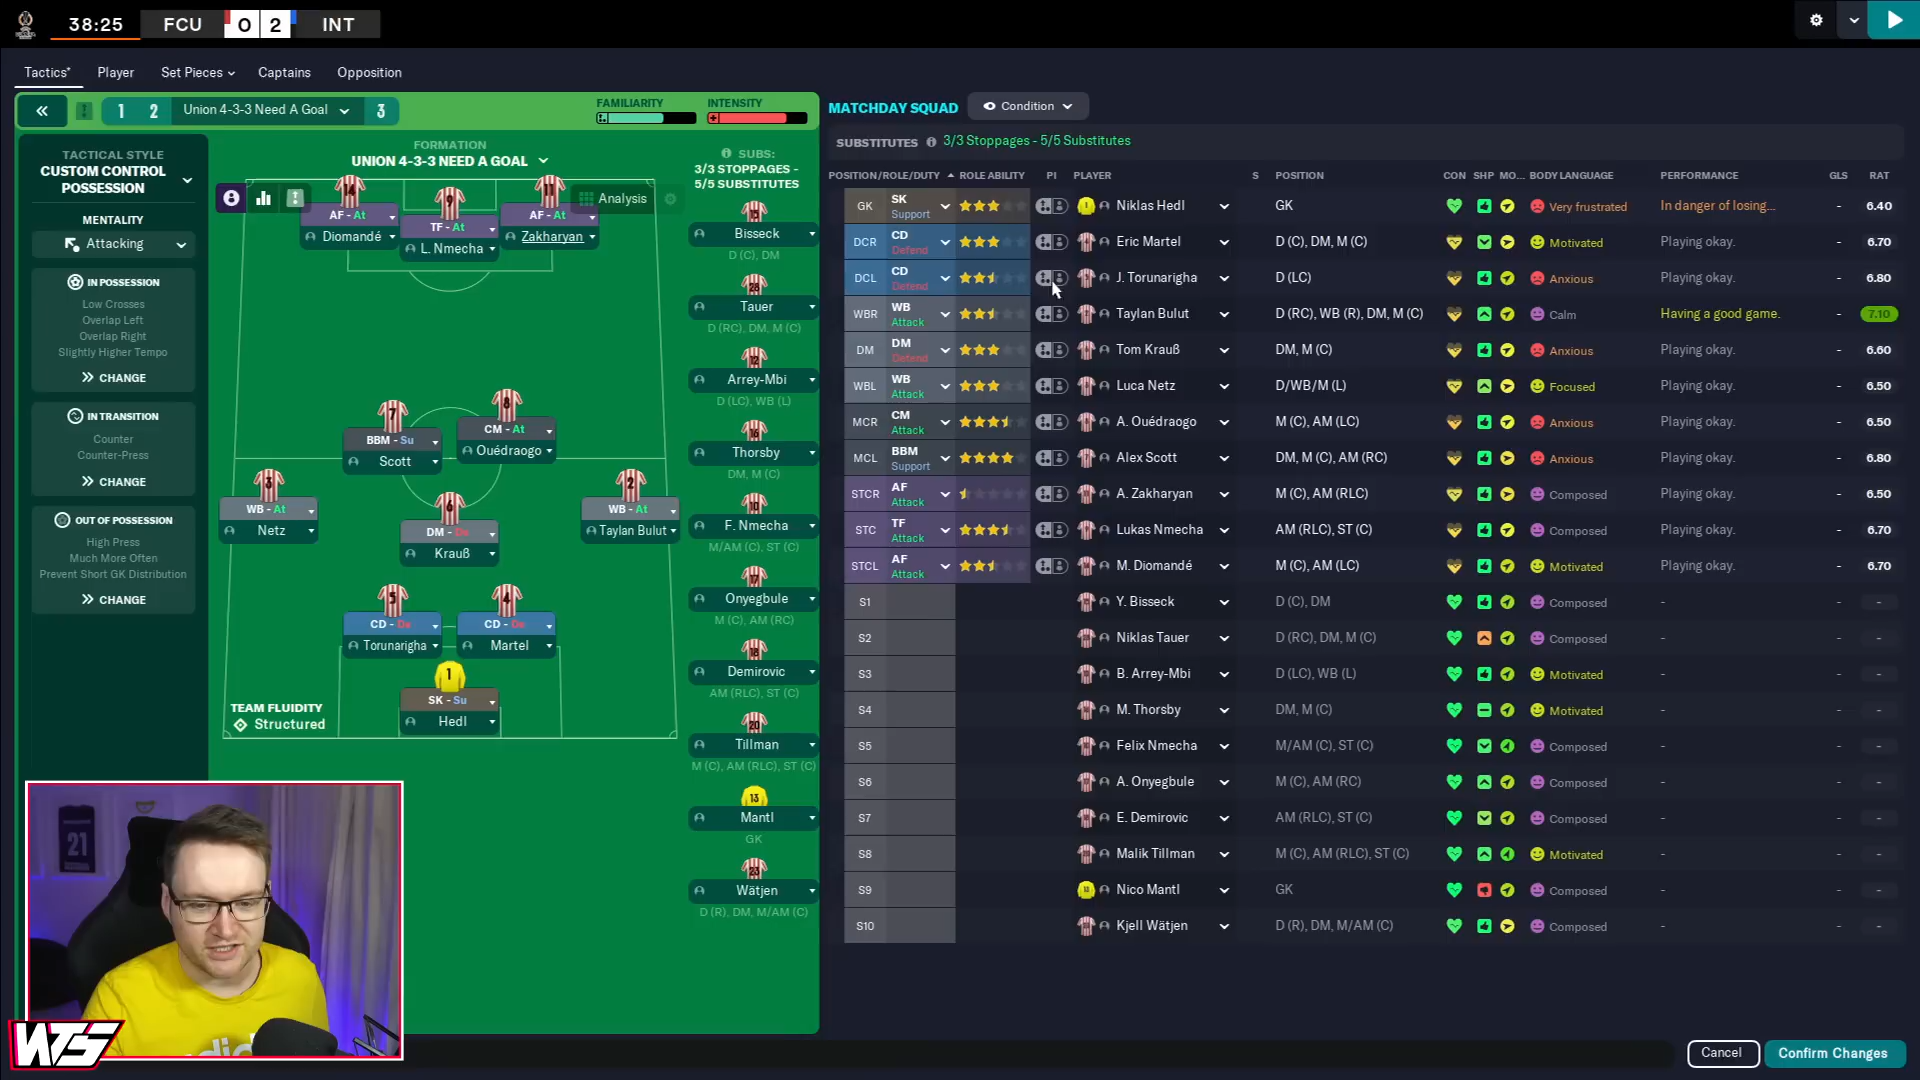 38:25 FCU 0 2 INT
Tactics* Player Set Pieces Captains Opposition
1 2 Union 4-3-3 Need A Goal 3
FAMILIARITY INTENSITY
TACTICAL STYLE
CUSTOM CONTROL
POSSESSION
MENTALITY
Attacking
IN POSSESSION
Low Crosses
Overlap Left
Overlap Right
Slightly Higher Tempo
CHANGE
IN TRANSITION
Counter
Counter-Press
CHANGE
OUT OF POSSESSION
High Press
Much More Often
Prevent Short GK Distribution
CHANGE
FORMATION
UNION 4-3-3 NEED A GOAL
Analysis
14 9 11
AF - At TF - At AF - At
Diomandé L. Nmecha Zakharyan
7 8
BBM - Su CM - At
Scott Ouédraogo
3 6 2
WB - At DM - De WB - At
Netz Krauß Taylan Bulut
5 4
CD - De CD - De
Torunarigha Martel
1
SK - Su
Hedl
TEAM FLUIDITY
Structured
SUBS:
3/3 STOPPAGES -
5/5 SUBSTITUTES
Bisseck
D (C), DM
Tauer
D (RC), DM, M (C)
Arrey-Mbi
D (LC), WB (L)
Thorsby
DM, M (C)
F. Nmecha
M/AM (C), ST (C)
Onyegbule
M (C), AM (RC)
Demirovic
AM (RLC), ST (C)
20
Tillman
M (C), AM (RLC), ST (C)
13
Mantl
GK
23
Wätjen
D (R), DM, M/AM (C)
MATCHDAY SQUAD Condition
SUBSTITUTES 3/3 Stoppages - 5/5 Substitutes
POSITION/ROLE/DUTY ROLE ABILITY PI PLAYER S POSITION CON SHP MO... BODY LANGUAGE PERFORMANCE GLS RAT
GK SK Support Niklas Hedl GK Very frustrated In danger of losing... - 6.40
DCR CD Defend Eric Martel D (C), DM, M (C) Motivated Playing okay. - 6.70
DCL CD Defend J. Torunarigha D (LC) Anxious Playing okay. - 6.80
WBR WB Attack Taylan Bulut D (RC), WB (R), DM, M (C) Calm Having a good game. - 7.10
DM DM Defend Tom Krauß DM, M (C) Anxious Playing okay. - 6.60
WBL WB Attack Luca Netz D/WB/M (L) Focused Playing okay. - 6.50
MCR CM Attack A. Ouédraogo M (C), AM (LC) Anxious Playing okay. - 6.50
MCL BBM Support Alex Scott DM, M (C), AM (RC) Anxious Playing okay. - 6.80
STCR AF Attack A. Zakharyan M (C), AM (RLC) Composed Playing okay. - 6.50
STC TF Attack Lukas Nmecha AM (RLC), ST (C) Composed Playing okay. - 6.70
STCL AF Attack M. Diomandé M (C), AM (LC) Motivated Playing okay. - 6.70
S1 Y. Bisseck D (C), DM Composed - - -
S2 Niklas Tauer D (RC), DM, M (C) Composed - - -
S3 B. Arrey-Mbi D (LC), WB (L) Motivated - - -
S4 M. Thorsby DM, M (C) Motivated - - -
S5 Felix Nmecha M/AM (C), ST (C) Composed - - -
S6 A. Onyegbule M (C), AM (RC) Composed - - -
S7 E. Demirovic AM (RLC), ST (C) Composed - - -
S8 Malik Tillman M (C), AM (RLC), ST (C) Motivated - - -
S9 Nico Mantl GK Composed - - -
S10 Kjell Wätjen D (R), DM, M/AM (C) Composed - - -
21
WTS
Cancel Confirm Changes